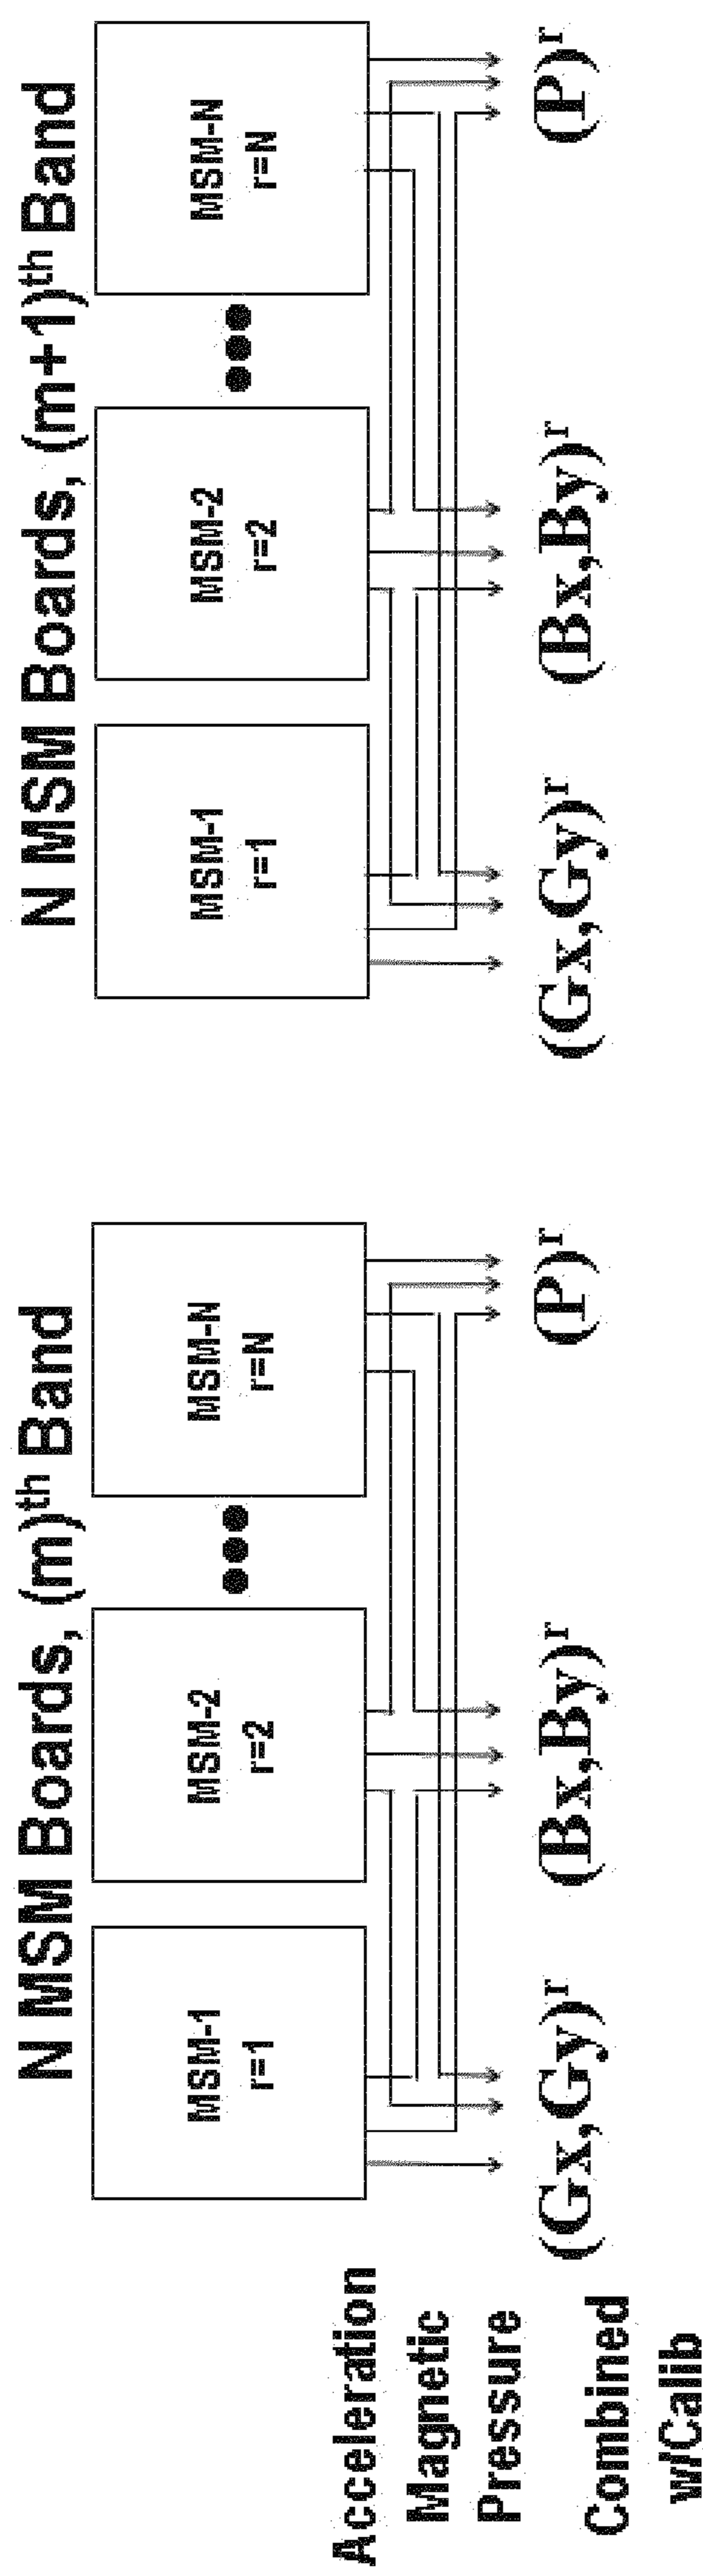 N MSM Boards, (m)th Band
MSM-1
r=1
MSM-2
r=2
MSM-N
r=N
Acceleration
Magnetic
Pressure
Combined
w/Calib
(Gx,Gy)r
(Bx,By)r
(P)r
N MSM Boards, (m+1)th Band
MSM-1
r=1
MSM-2
r=2
MSM-N
r=N
(Gx,Gy)r
(Bx,By)r
(P)r